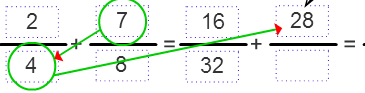 2 7 16 28
+ = + =
4 8 32